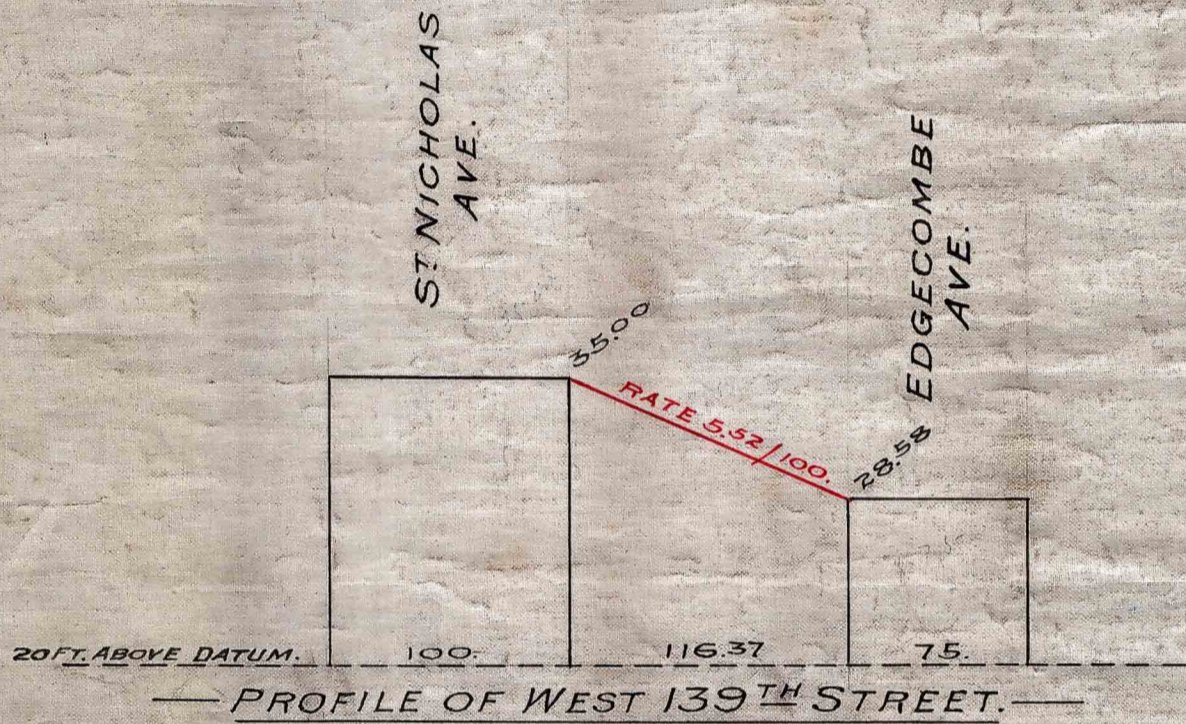 ST. NICHOLAS
AVE.
EDGECOMBE
AVE.
35.00
RATE 5.52/100.
28.58
20 FT. ABOVE DATUM.
100.
116.37
75.
PROFILE OF WEST 139TH STREET.